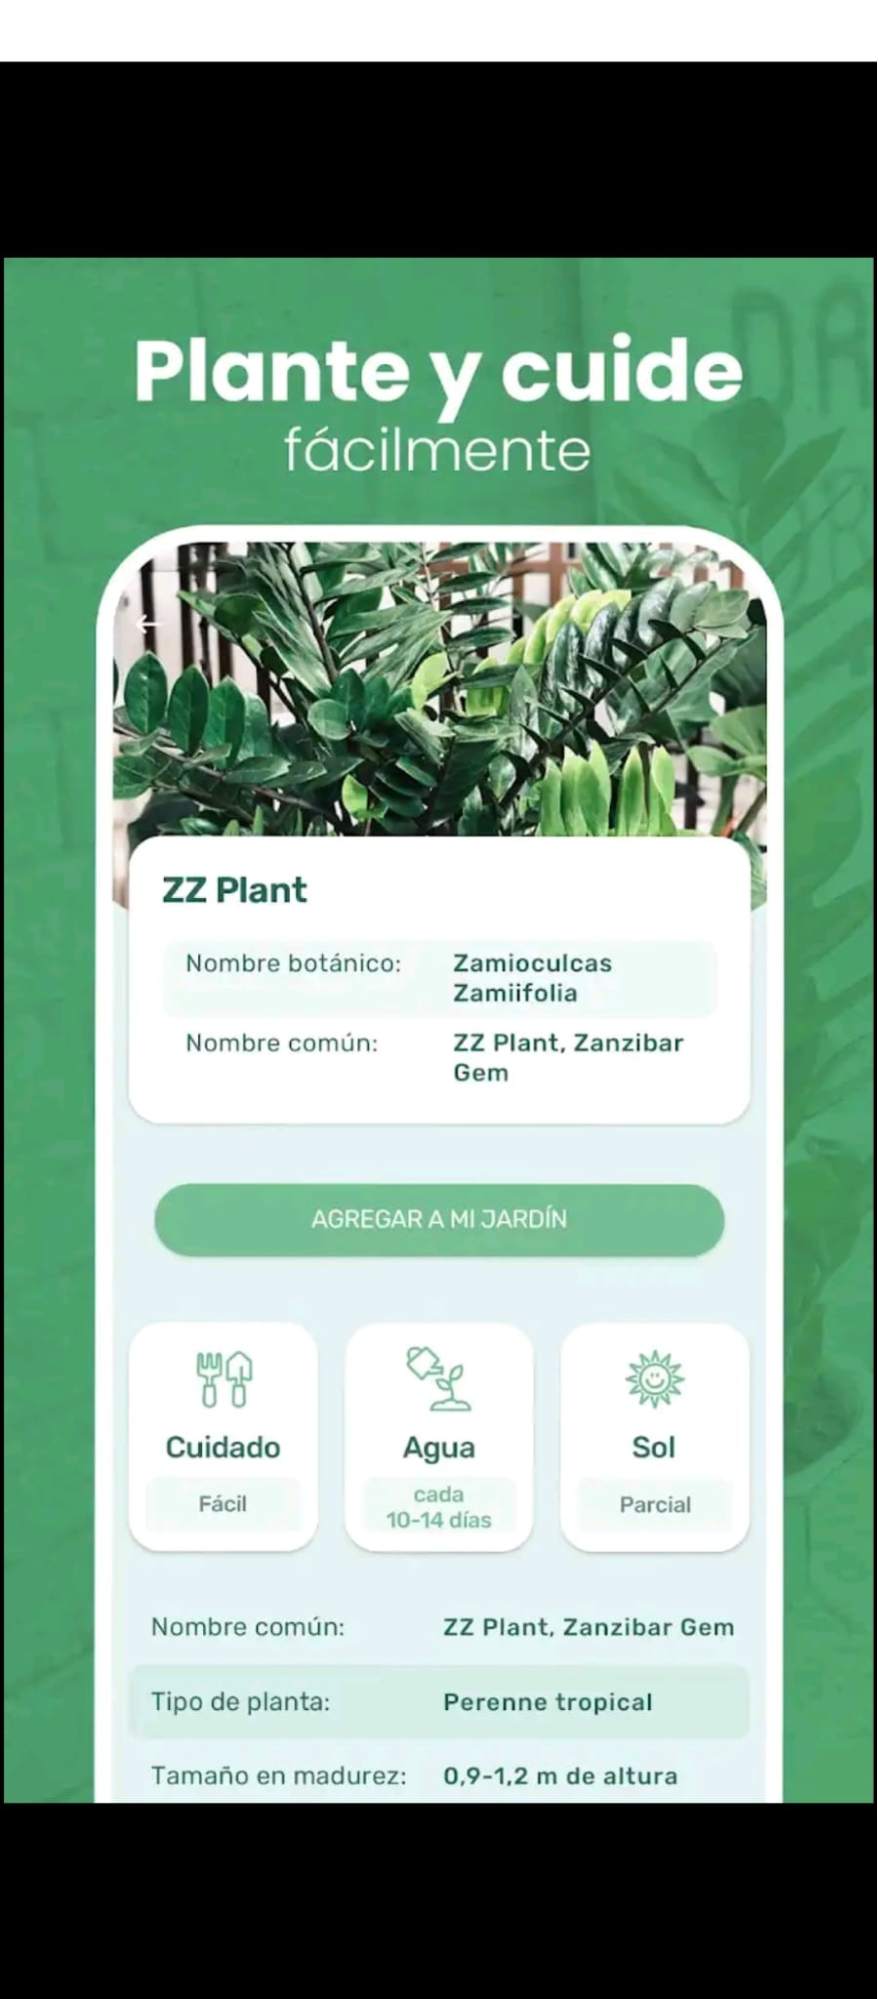 Plante y cuide
fácilmente
ZZ Plant
Nombre botánico: Zamioculcas
Zamiifolia
Nombre común: ZZ Plant, Zanzibar
Gem
AGREGAR A MI JARDÍN
Cuidado
Fácil
Agua
cada
10-14 días
Sol
Parcial
Nombre común: ZZ Plant, Zanzibar Gem
Tipo de planta: Perenne tropical
Tamaño en madurez: 0,9-1,2 m de altura